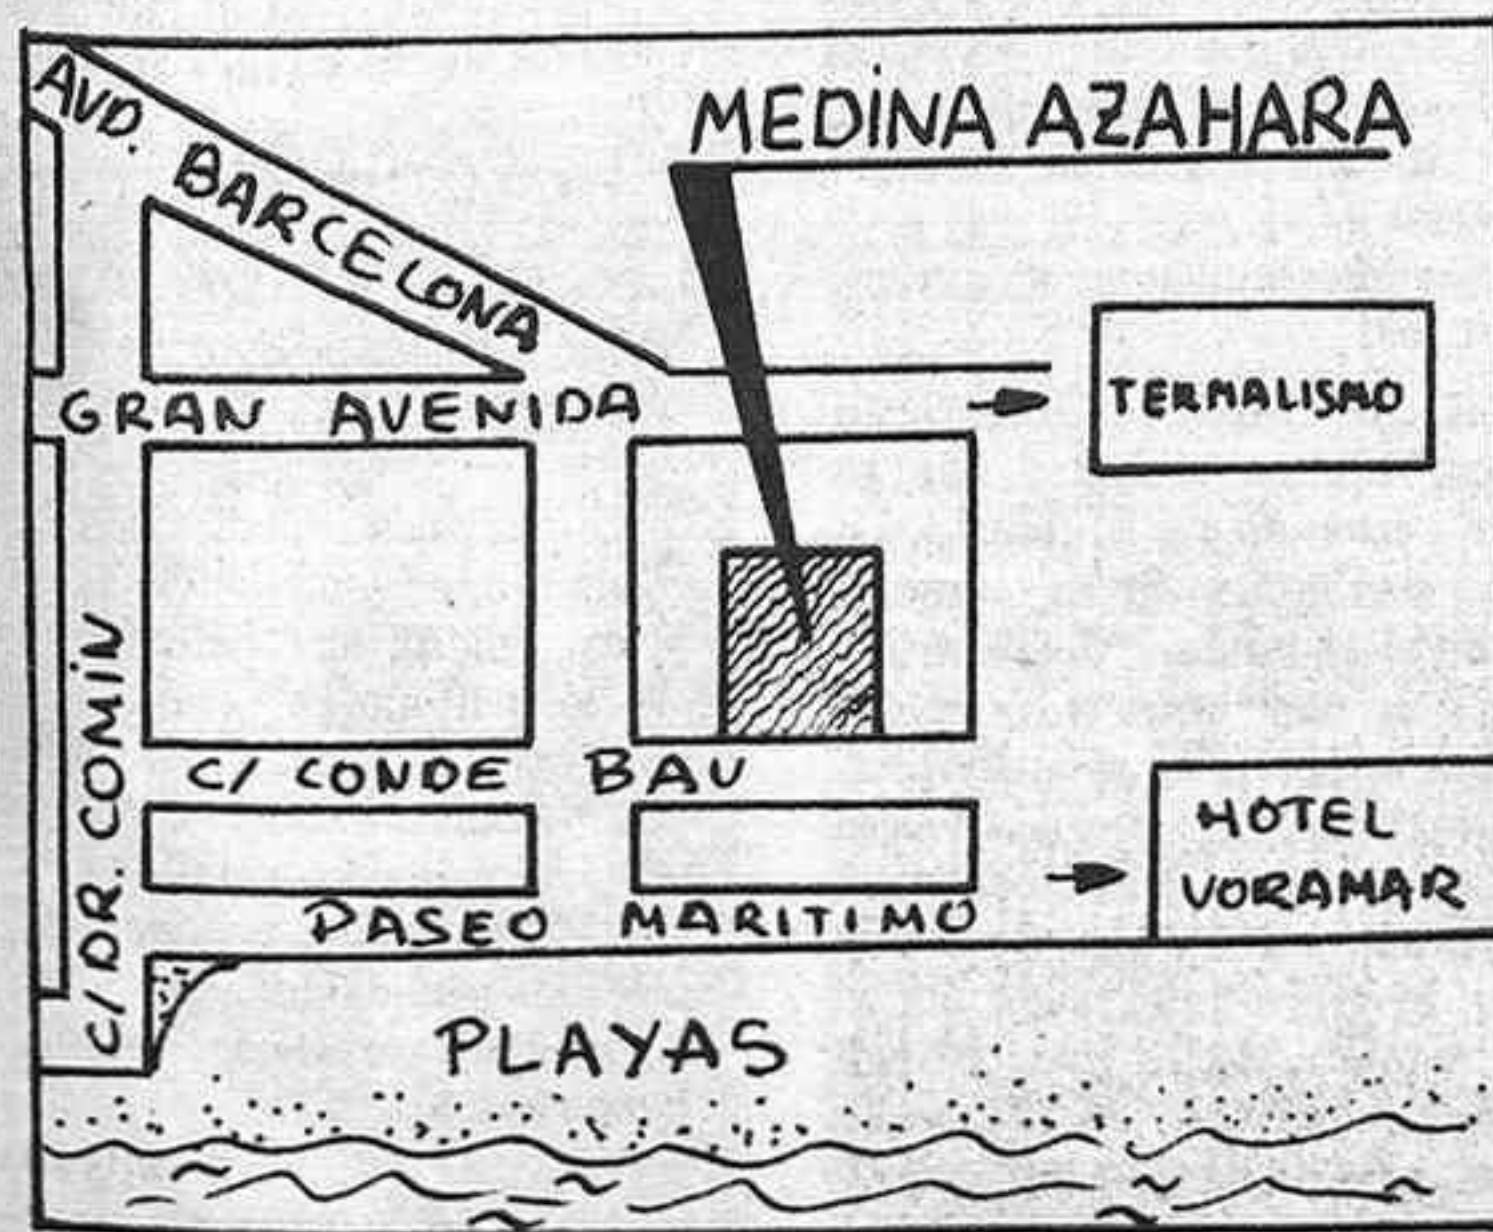 AVD. BARCELONA
MEDINA AZAHARA
TERMALISMO
GRAN AVENIDA
C/ DR. COMIN
C/ CONDE BAU
HOTEL
VORAMAR
PASEO MARITIMO
PLAYAS